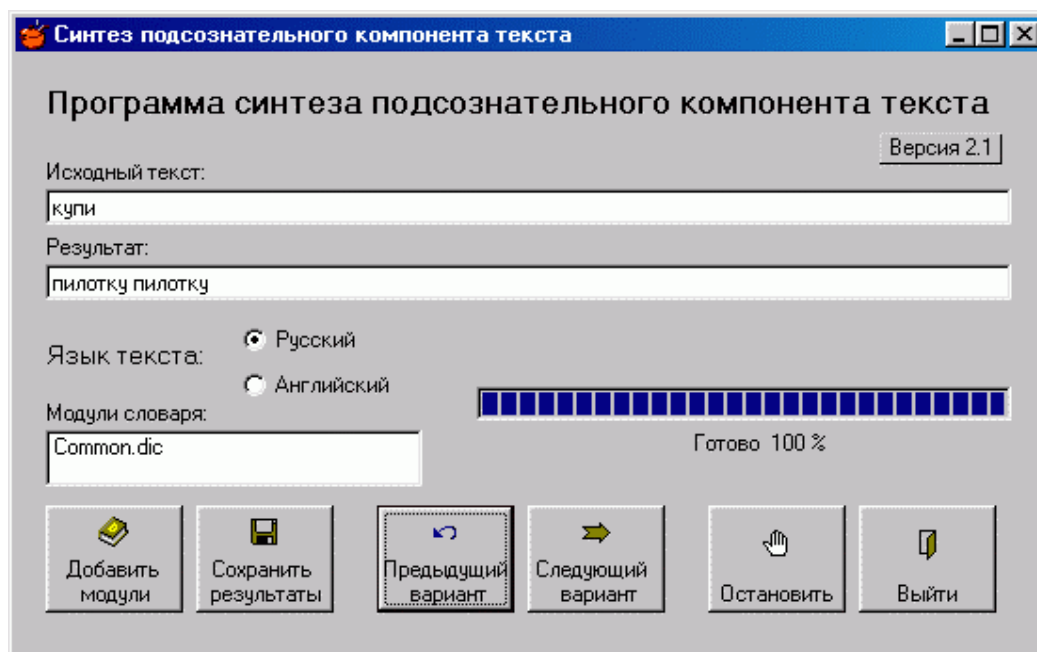 Синтез подсознательного компонента текста
Программа синтеза подсознательного компонента текста
Версия 2.1
Исходный текст:
купи
Результат:
пилотку пилотку
Язык текста:
Русский
Английский
Модули словаря:
Common.dic
Готово 100 %
Добавить
модули
Сохранить
результаты
Предыдущий
вариант
Следующий
вариант
Остановить
Выйти